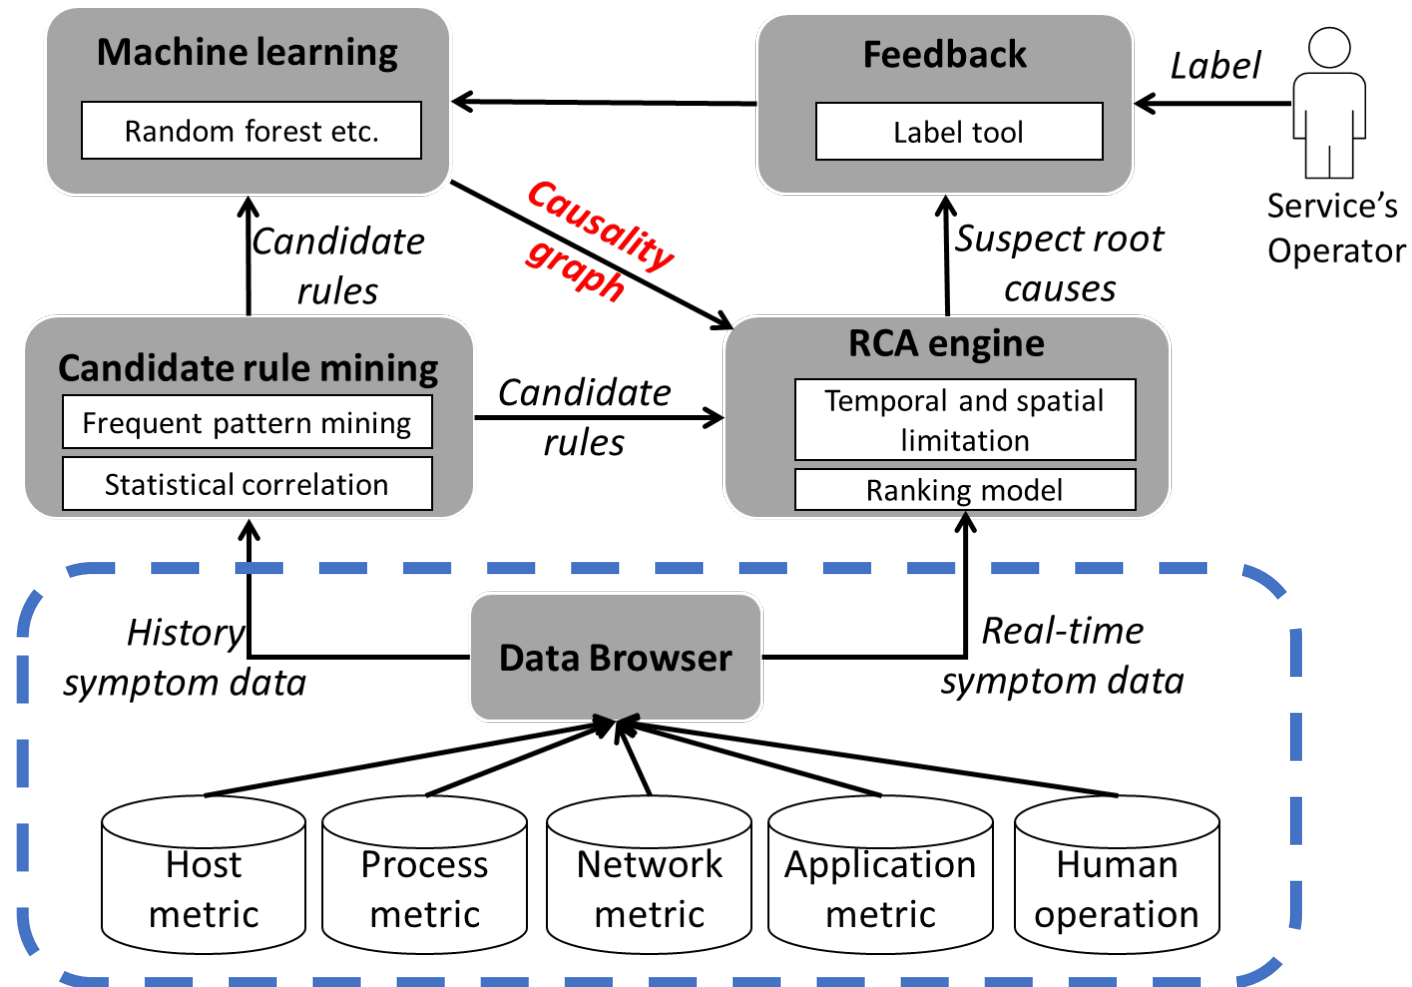 Machine learning
Random forest etc.
Feedback
Label tool
Label
Service's
Operator
Candidate
rules
Causality
graph
Suspect root
causes
Candidate rule mining
Frequent pattern mining
Statistical correlation
Candidate
rules
RCA engine
Temporal and spatial
limitation
Ranking model
History
symptom data
Data Browser
Real-time
symptom data
Host
metric
Process
metric
Network
metric
Application
metric
Human
operation